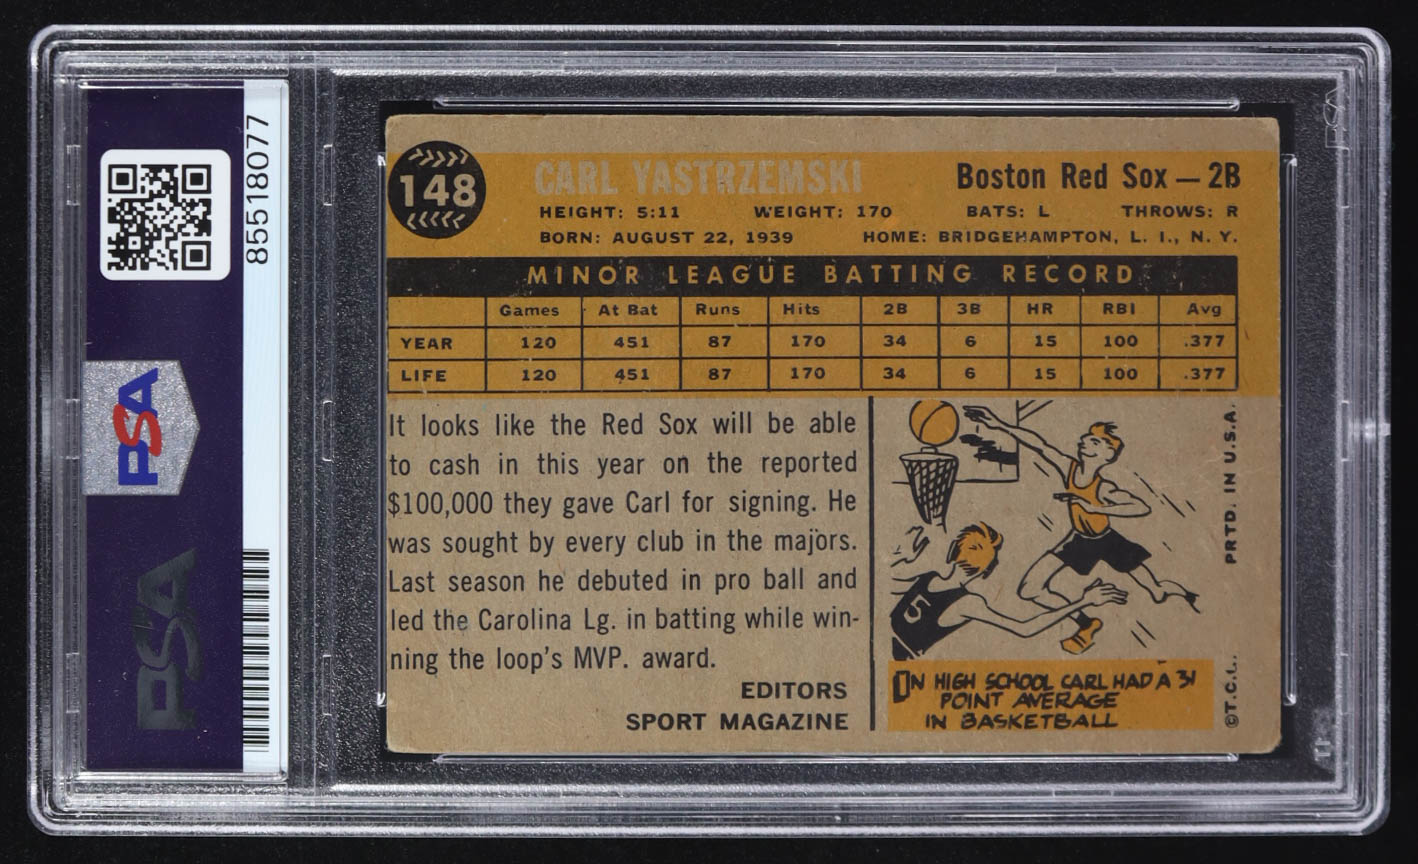 85518077
PSA
PSA
148
CARL YASTRZEMSKI
Boston Red Sox — 2B
HEIGHT: 5:11 WEIGHT: 170 BATS: L THROWS: R
BORN: AUGUST 22, 1939 HOME: BRIDGEHAMPTON, L. I., N. Y.
MINOR LEAGUE BATTING RECORD
Games At Bat Runs Hits 2B 3B HR RBI Avg
YEAR 120 451 87 170 34 6 15 100 .377
LIFE 120 451 87 170 34 6 15 100 .377
It looks like the Red Sox will be able
to cash in this year on the reported
$100,000 they gave Carl for signing. He
was sought by every club in the majors.
Last season he debuted in pro ball and
led the Carolina Lg. in batting while win-
ning the loop's MVP. award.
EDITORS
SPORT MAGAZINE
5
IN HIGH SCHOOL CARL HAD A 31
POINT AVERAGE
IN BASKETBALL
©T.C.G. PRTD. IN U.S.A.
PSA